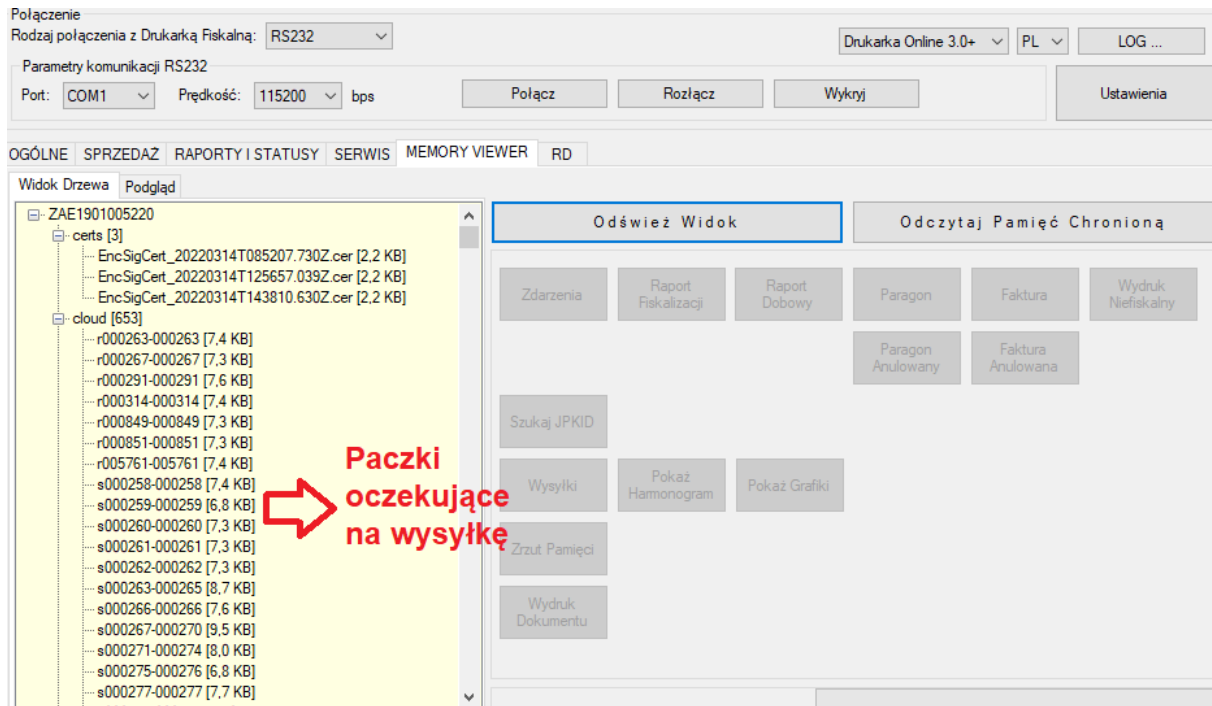 Połączenie
Rodzaj połączenia z Drukarką Fiskalną: RS232
Drukarka Online 3.0+ PL LOG ...
Parametry komunikacji RS232
Port: COM1 Prędkość: 115200 bps Połącz Rozłącz Wykryj Ustawienia
OGÓLNE SPRZEDAŻ RAPORTY I STATUSY SERWIS MEMORY VIEWER RD
Widok Drzewa Podgląd
ZAE1901005220
certs [3]
EncSigCert_20220314T085207.730Z.cer [2,2 KB]
EncSigCert_20220314T125657.039Z.cer [2,2 KB]
EncSigCert_20220314T143810.630Z.cer [2,2 KB]
cloud [653]
r000263-000263 [7,4 KB]
r000267-000267 [7,3 KB]
r000291-000291 [7,6 KB]
r000314-000314 [7,4 KB]
r000849-000849 [7,3 KB]
r000851-000851 [7,3 KB]
r005761-005761 [7,4 KB]
s000258-000258 [7,4 KB]
s000259-000259 [6,8 KB]
s000260-000260 [7,3 KB]
s000261-000261 [7,3 KB]
s000262-000262 [7,3 KB]
s000263-000265 [8,7 KB]
s000266-000266 [7,6 KB]
s000267-000270 [9,5 KB]
s000271-000274 [8,0 KB]
s000275-000276 [6,8 KB]
s000277-000277 [7,7 KB]
Paczki
oczekujące
na wysyłkę
Odśwież Widok
Odczytaj Pamięć Chronioną
Zdarzenia
Raport
Fiskalizacji
Raport
Dobowy
Paragon
Faktura
Wydruk
Niefiskalny
Paragon
Anulowany
Faktura
Anulowana
Szukaj JPKID
Wysyłki
Pokaż
Harmonogram
Pokaż Grafiki
Zrzut Pamięci
Wydruk
Dokumentu